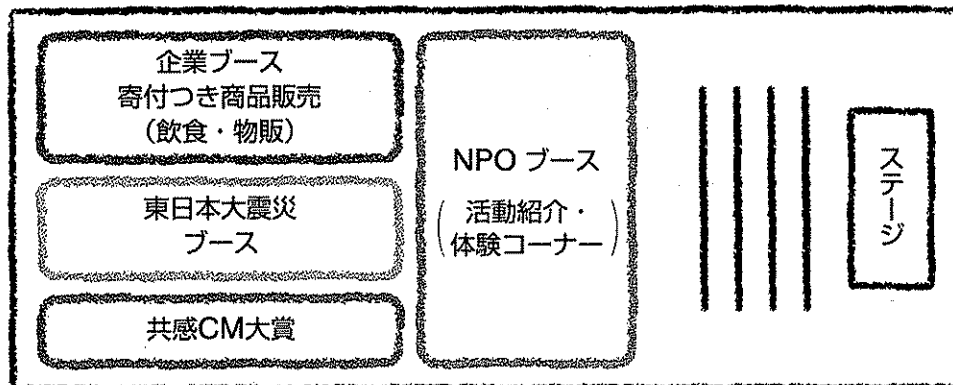 企業ブース
寄付つき商品販売
(飲食・物販)
東日本大震災
ブース
共感CM大賞
NPO ブース
(活動紹介・
体験コーナー)
ステージ